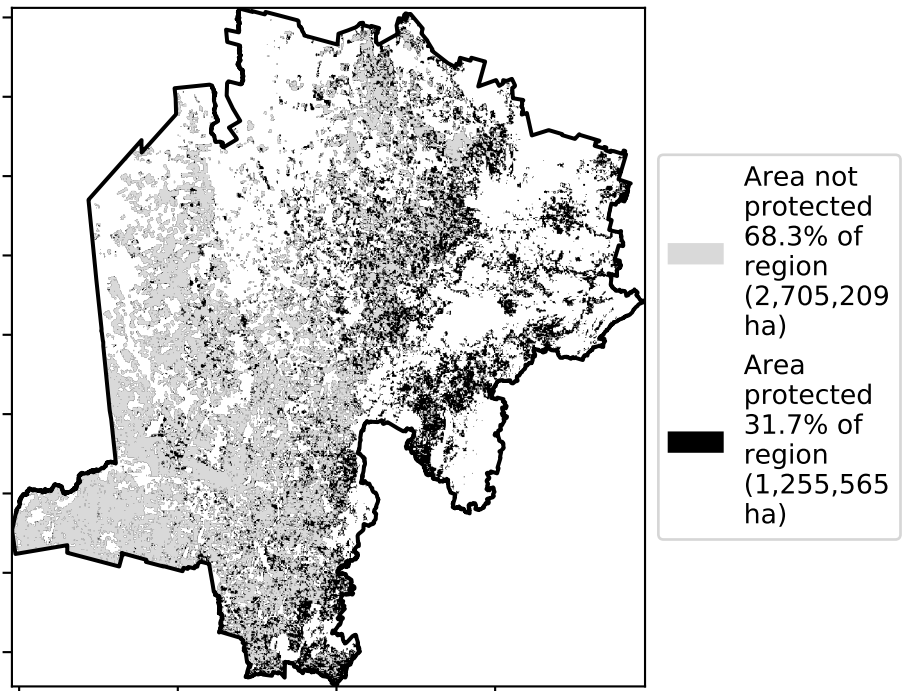 Area not
protected
68.3% of
region
(2,705,209
ha)
Area
protected
31.7% of
region
(1,255,565
ha)